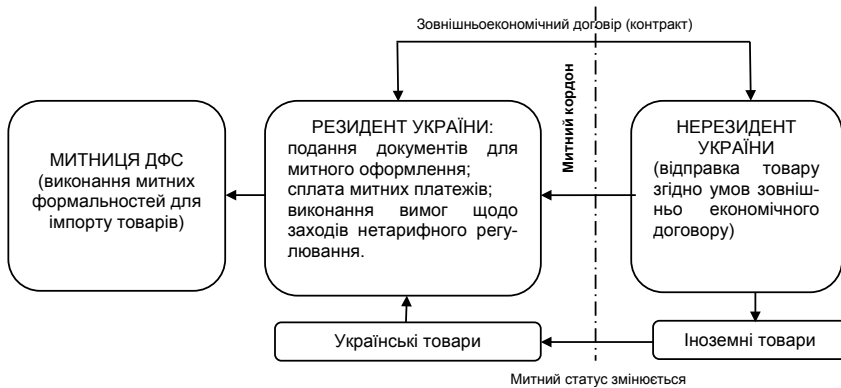 Зовнішньоекономічний договір (контракт)
Митний кордон
МИТНИЦЯ ДФС
(виконання митних
формальностей для
імпорту товарів)
РЕЗИДЕНТ УКРАЇНИ:
подання документів для
митного оформлення;
сплата митних платежів;
виконання вимог щодо
заходів нетарифного регу-
лювання.
НЕРЕЗИДЕНТ
УКРАЇНИ
(відправка товару
згідно умов зовніш-
ньо економічного
договору)
Українські товари
Іноземні товари
Митний статус змінюється